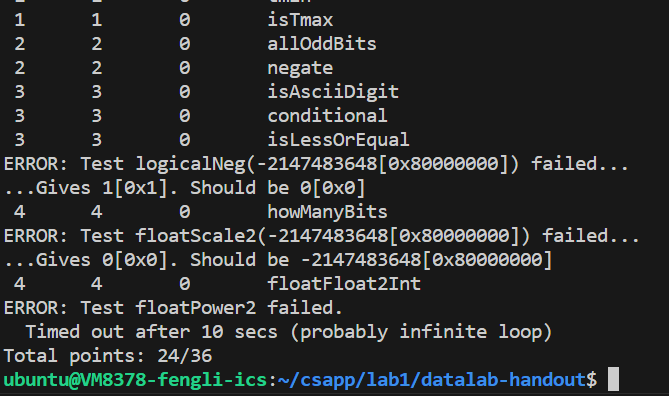 1 1 0 isTmax
2 2 0 allOddBits
2 2 0 negate
3 3 0 isAsciiDigit
3 3 0 conditional
3 3 0 isLessOrEqual
ERROR: Test logicalNeg(-2147483648[0x80000000]) failed...
...Gives 1[0x1]. Should be 0[0x0]
4 4 0 howManyBits
ERROR: Test floatScale2(-2147483648[0x80000000]) failed...
...Gives 0[0x0]. Should be -2147483648[0x80000000]
4 4 0 floatFloat2Int
ERROR: Test floatPower2 failed.
Timed out after 10 secs (probably infinite loop)
Total points: 24/36
ubuntu@VM8378-fengli-ics:~/csapp/lab1/datalab-handout$